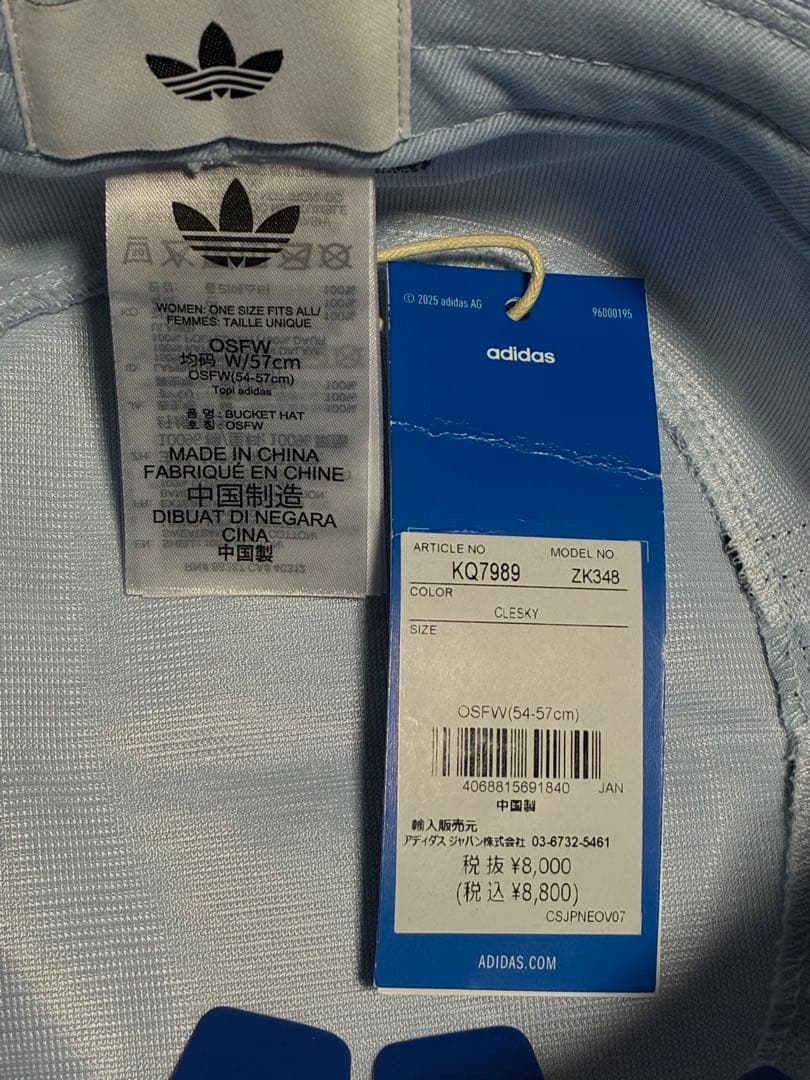 WOMEN: ONE SIZE FITS ALL/
FEMMES: TAILLE UNIQUE
OSFW
均码 W/57cm
OSFW(54-57cm)
Topi adidas
품 명 : BUCKET HAT
호 칭 : OSFW
MADE IN CHINA
FABRIQUÉ EN CHINE
中国制造
DIBUAT DI NEGARA
CINA
中国製
© 2025 adidas AG
96000195
adidas
ARTICLE NO MODEL NO
KQ7989 ZK348
COLOR
CLESKY
SIZE
OSFW(54-57cm)
4068815691840 JAN
中国製
輸入販売元
アディダス ジャパン株式会社 03-6732-5461
税抜 ¥8,000
(税込 ¥8,800)
CSJPNEOV07
ADIDAS.COM